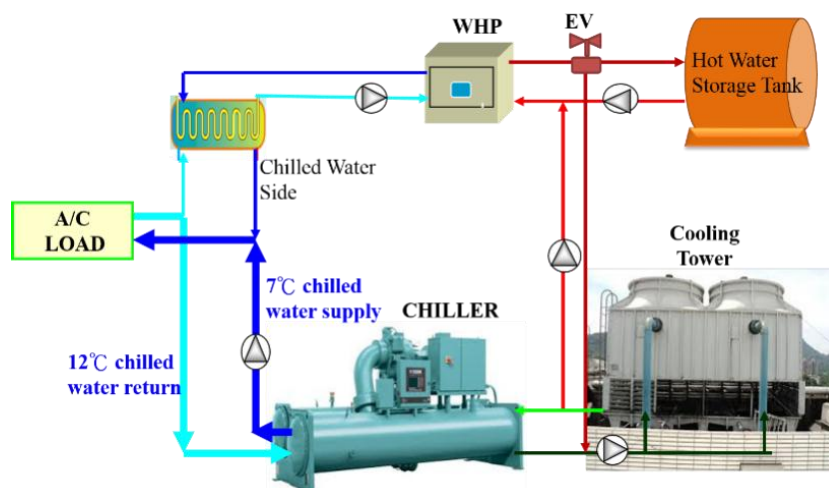 WHP
EV
Hot Water
Storage Tank
Chilled Water
Side
A/C
LOAD
Cooling
Tower
7℃ chilled
water supply
CHILLER
12℃ chilled
water return